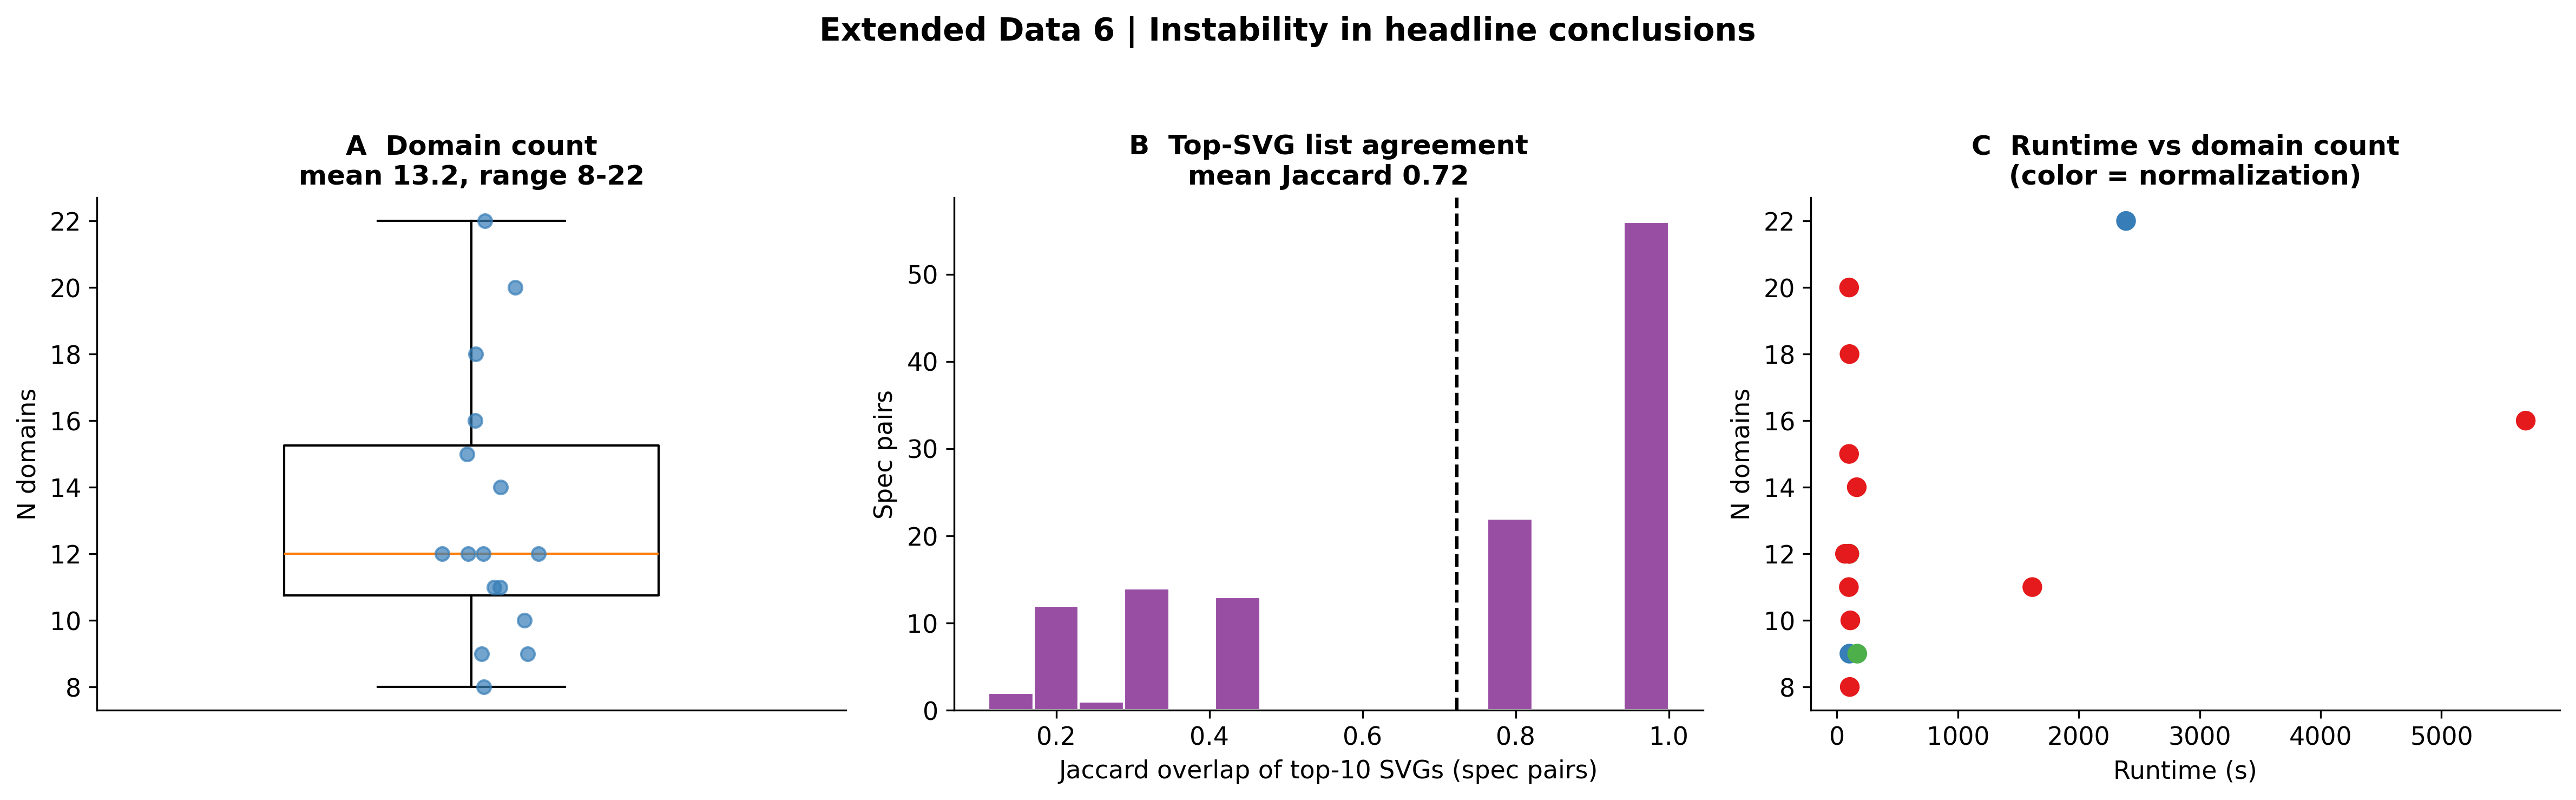 Extended Data 6 | Instability in headline conclusions
A  Domain count
mean 13.2, range 8-22
N domains
22
20
18
16
14
12
10
8
B  Top-SVG list agreement
mean Jaccard 0.72
Spec pairs
50
40
30
20
10
0
0.2
0.4
0.6
0.8
1.0
Jaccard overlap of top-10 SVGs (spec pairs)
C  Runtime vs domain count
(color = normalization)
N domains
22
20
18
16
14
12
10
8
0
1000
2000
3000
4000
5000
Runtime (s)